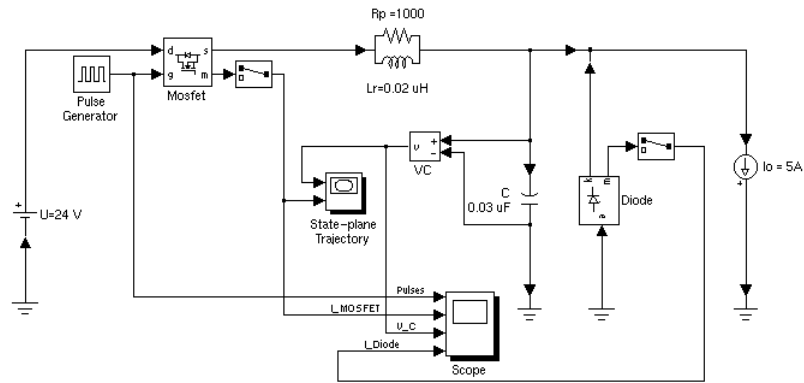 Rp =1000
d
s
g
m
Mosfet
Pulse
Generator
Lr=0.02 uH
v
+
−
VC
C
0.03 uF
k
m
a
Diode
Io = 5A
+
+
U=24 V
State−plane
Trajectory
Pulses
I_MOSFET
V_C
I_Diode
Scope